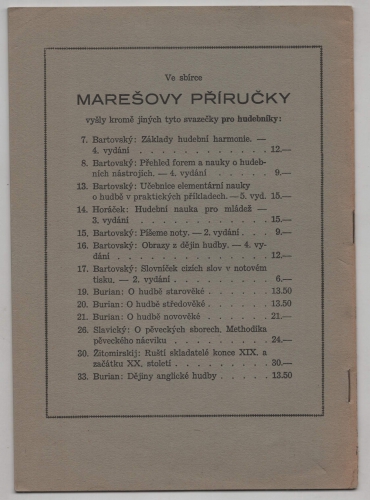 Ve sbírce
MAREŠOVY PŘÍRUČKY
vyšly kromě jiných tyto svazečky pro hudebníky:
7. Bartovský: Základy hudební harmonie. —
4. vydání . . . . . . . . . . . 12.—
8. Bartovský: Přehled forem a nauky o hudeb-
ních nástrojích. — 4. vydání . . . . 9.—
13. Bartovský: Učebnice elementární nauky
o hudbě v praktických příkladech. — 5. vyd. 15.—
14. Horáček: Hudební nauka pro mládež —
3. vydání . . . . . . . . . . . 15.—
15. Bartovský: Píšeme noty. — 2. vydání . . 9.—
16. Bartovský: Obrazy z dějin hudby. — 4. vy-
dání . . . . . . . . . . . . . 12.—
17. Bartovský: Slovníček cizích slov v notovém
tisku. — 2. vydání . . . . . . . . 6.—
19. Burian: O hudbě starověké . . . . . 13.50
20. Burian: O hudbě středověké . . . . . 13.50
21. Burian: O hudbě novověké . . . . . 21.—
26. Slavický: O pěveckých sborech. Methodika
pěveckého nácviku . . . . . . . . 24.—
30. Žitomirskij: Ruští skladatelé konce XIX. a
začátku XX. století . . . . . . . . 30.—
33. Burian: Dějiny anglické hudby . . . . 13.50